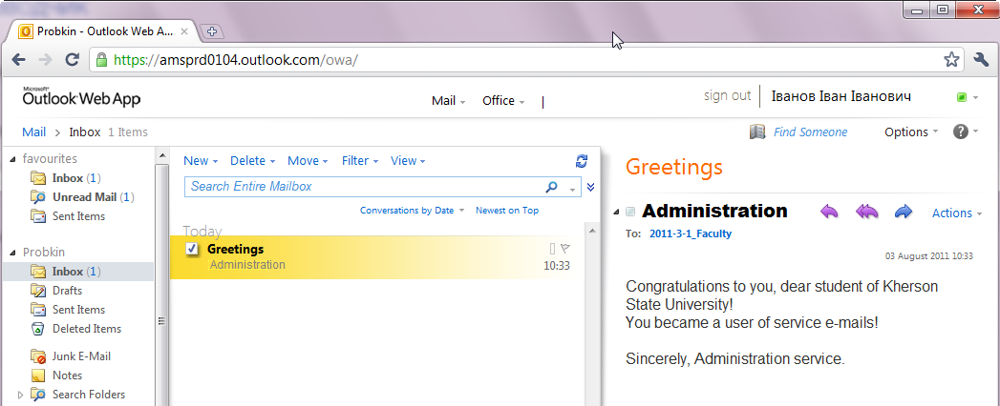 Probkin - Outlook Web A...
https://amsprd0104.outlook.com/owa/
Microsoft®
Outlook Web App
Mail Office |
sign out Іванов Іван Іванович
Mail > Inbox 1 Items
Find Someone Options ?
favourites
Inbox (1)
Unread Mail (1)
Sent Items
Probkin
Inbox (1)
Drafts
Sent Items
Deleted Items
Junk E-Mail
Notes
Search Folders
New Delete Move Filter View
Search Entire Mailbox
Conversations by Date Newest on Top
Today
Greetings
Administration 10:33
Greetings
Administration Actions
To: 2011-3-1_Faculty
03 August 2011 10:33
Congratulations to you, dear student of Kherson
State University!
You became a user of service e-mails!
Sincerely, Administration service.